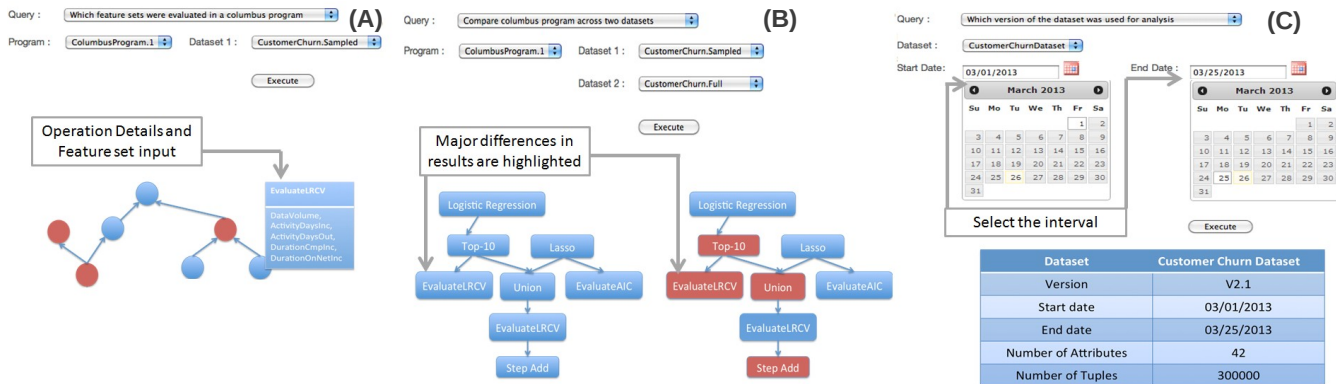 Query :
Which feature sets were evaluated in a columbus program
(A)
Program :
ColumbusProgram.1
Dataset 1 :
CustomerChurn.Sampled
Execute
Operation Details and
Feature set input
EvaluateLRCV
DataVolume,
ActivityDaysInc,
ActivityDaysOut,
DurationCmpInc,
DurationOnNetInc
Query :
Compare columbus program across two datasets
(B)
Program :
ColumbusProgram.1
Dataset 1 :
CustomerChurn.Sampled
Dataset 2 :
CustomerChurn.Full
Execute
Major differences in
results are highlighted
Logistic Regression
Top-10
Lasso
EvaluateLRCV
Union
EvaluateAIC
EvaluateLRCV
Step Add
Logistic Regression
Top-10
Lasso
EvaluateLRCV
Union
EvaluateAIC
EvaluateLRCV
Step Add
(C)
Query :
Which version of the dataset was used for analysis
Dataset :
CustomerChurnDataset
Start Date:
03/01/2013
March 2013
Su Mo Tu We Th Fr Sa
1 2
3 4 5 6 7 8 9
10 11 12 13 14 15 16
17 18 19 20 21 22 23
24 25 26 27 28 29 30
31
End Date :
03/25/2013
March 2013
Su Mo Tu We Th Fr Sa
1 2
3 4 5 6 7 8 9
10 11 12 13 14 15 16
17 18 19 20 21 22 23
24 25 26 27 28 29 30
31
Select the interval
Execute
Dataset Customer Churn Dataset
Version V2.1
Start date 03/01/2013
End date 03/25/2013
Number of Attributes 42
Number of Tuples 300000